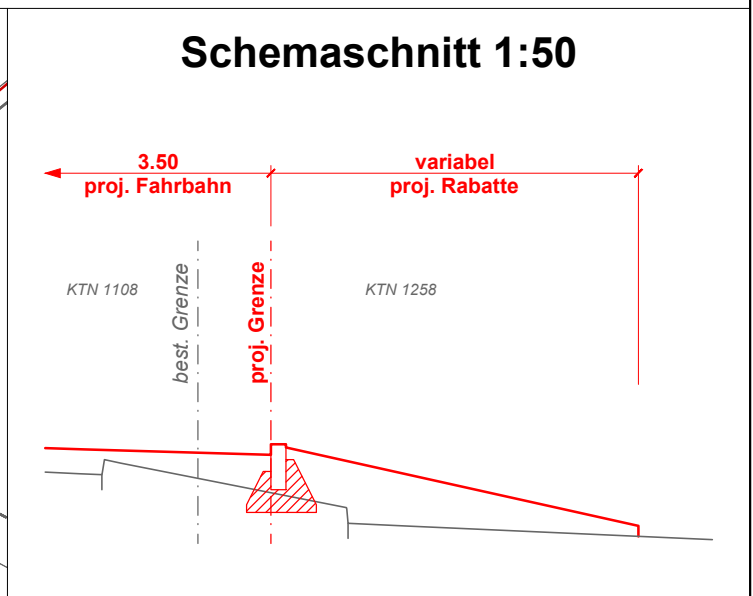 Schemaschnitt 1:50
3.50
proj. Fahrbahn
variabel
proj. Rabatte
KTN 1108
best. Grenze
proj. Grenze
KTN 1258